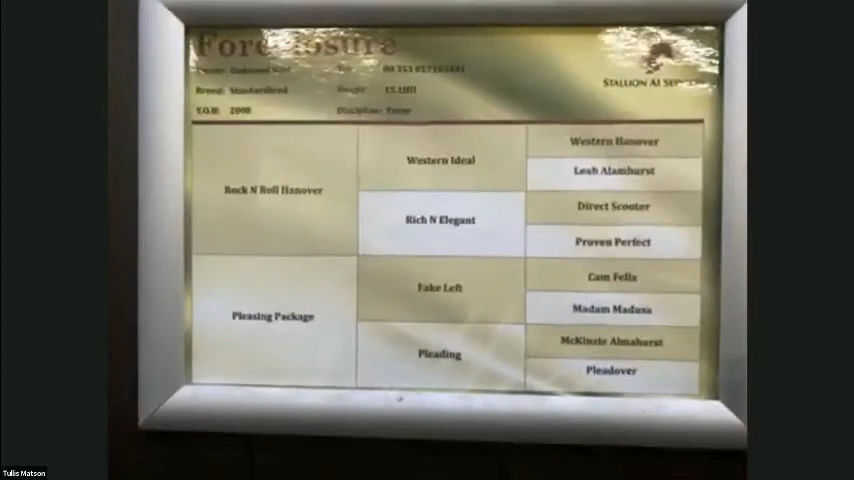 Foreclosure
Breed: Standardbred
Height: 15.1HH
STALLION AI SERVICES
Y.O.B: 2008
Discipline: Pacer
Rock N Roll Hanover
Western Ideal
Western Hanover
Leah Alamhurst
Rich N Elegant
Direct Scooter
Proven Perfect
Pleasing Package
Fake Left
Cam Fella
Madam Madusa
Pleading
McKinzie Almahurst
Pleadover
Tullis Matson